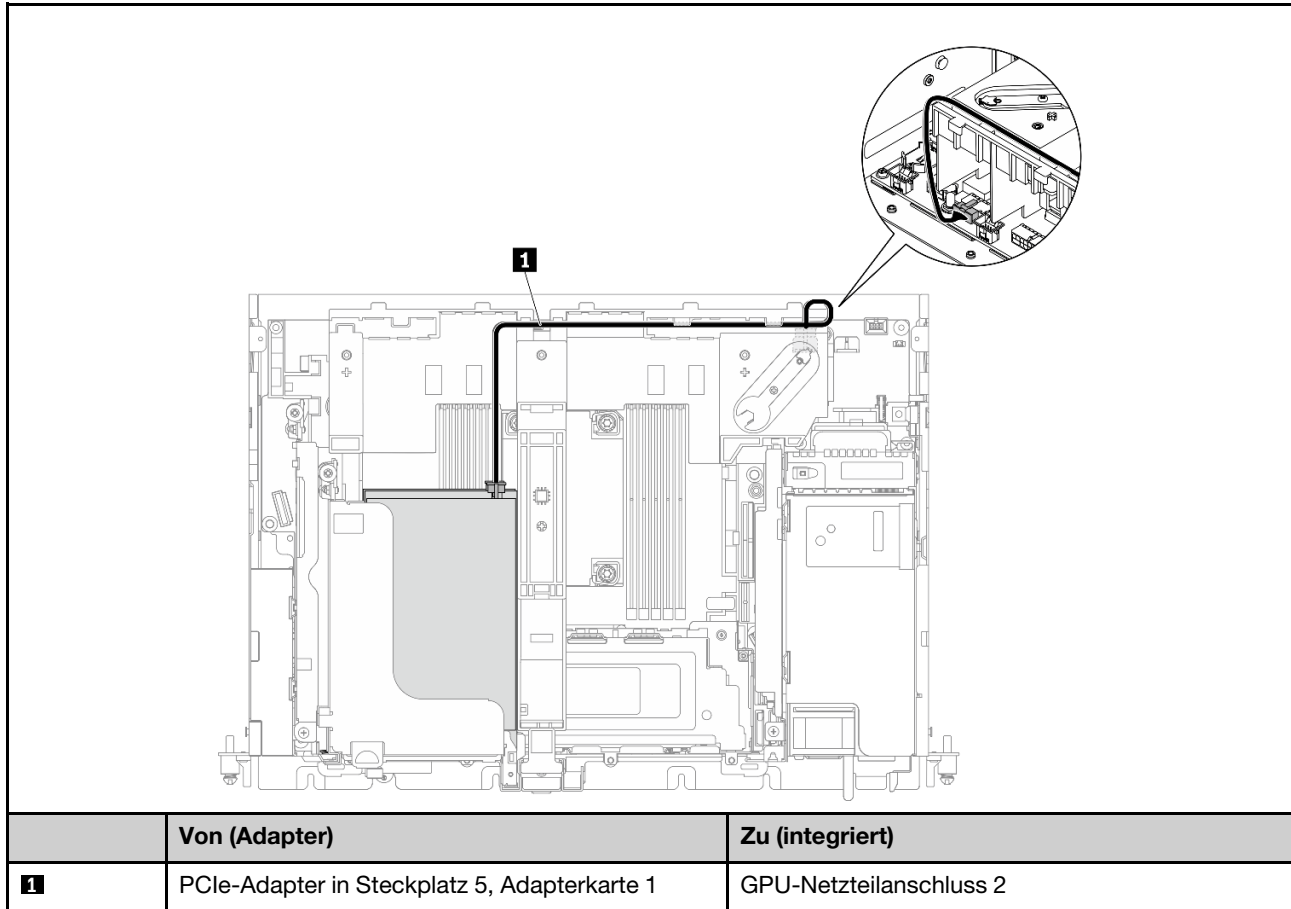 1
Von (Adapter) Zu (integriert)
1 PCIe-Adapter in Steckplatz 5, Adapterkarte 1 GPU-Netzteilanschluss 2